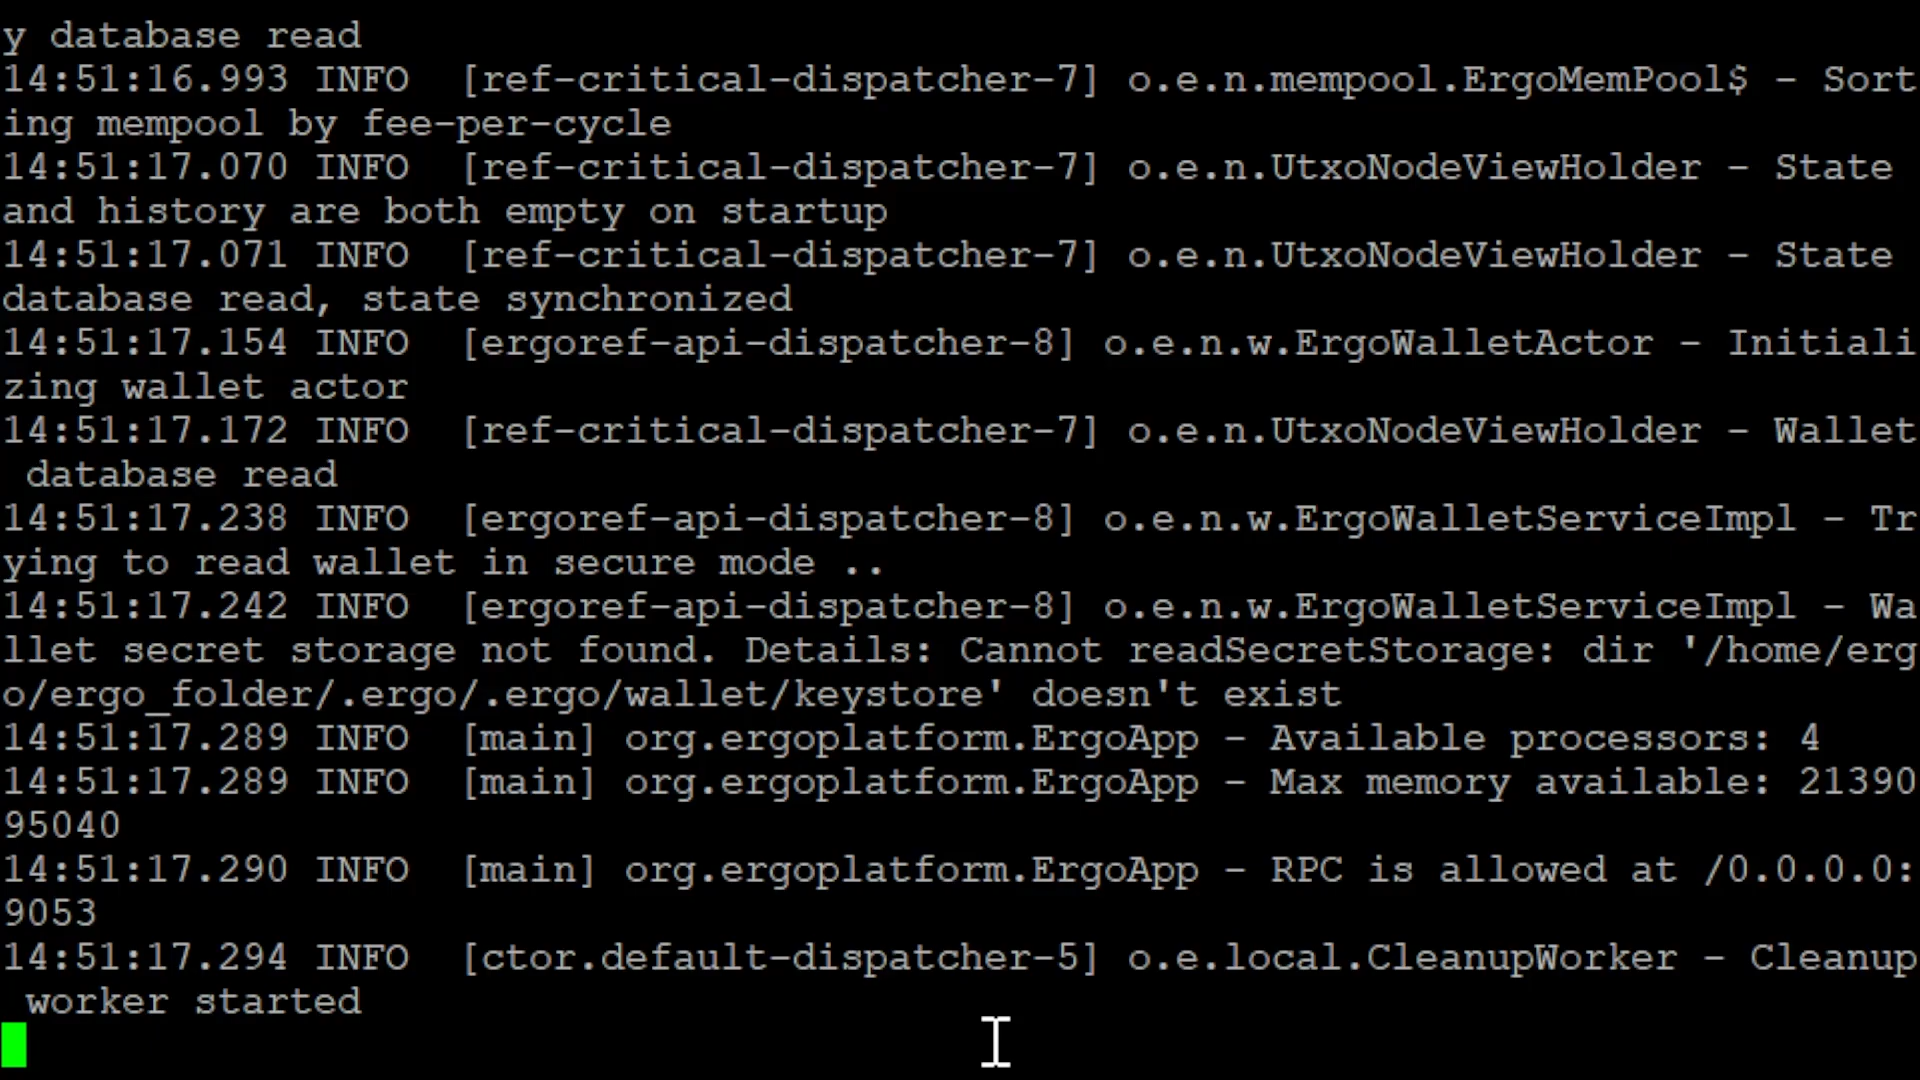 y database read
14:51:16.993 INFO  [ref-critical-dispatcher-7] o.e.n.mempool.ErgoMemPool$ - Sort
ing mempool by fee-per-cycle
14:51:17.070 INFO  [ref-critical-dispatcher-7] o.e.n.UtxoNodeViewHolder - State
and history are both empty on startup
14:51:17.071 INFO  [ref-critical-dispatcher-7] o.e.n.UtxoNodeViewHolder - State
database read, state synchronized
14:51:17.154 INFO  [ergoref-api-dispatcher-8] o.e.n.w.ErgoWalletActor - Initiali
zing wallet actor
14:51:17.172 INFO  [ref-critical-dispatcher-7] o.e.n.UtxoNodeViewHolder - Wallet
 database read
14:51:17.238 INFO  [ergoref-api-dispatcher-8] o.e.n.w.ErgoWalletServiceImpl - Tr
ying to read wallet in secure mode ..
14:51:17.242 INFO  [ergoref-api-dispatcher-8] o.e.n.w.ErgoWalletServiceImpl - Wa
llet secret storage not found. Details: Cannot readSecretStorage: dir '/home/erg
o/ergo_folder/.ergo/.ergo/wallet/keystore' doesn't exist
14:51:17.289 INFO  [main] org.ergoplatform.ErgoApp - Available processors: 4
14:51:17.289 INFO  [main] org.ergoplatform.ErgoApp - Max memory available: 21390
95040
14:51:17.290 INFO  [main] org.ergoplatform.ErgoApp - RPC is allowed at /0.0.0.0:
9053
14:51:17.294 INFO  [ctor.default-dispatcher-5] o.e.local.CleanupWorker - Cleanup
 worker started